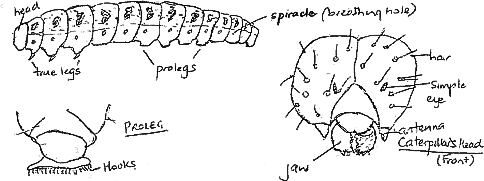 head
spiracle (breathing hole)
true legs
prolegs
hair
Simple
eye
PROLEG
Hooks
antenna
Caterpillar's Head
(Front)
jaw